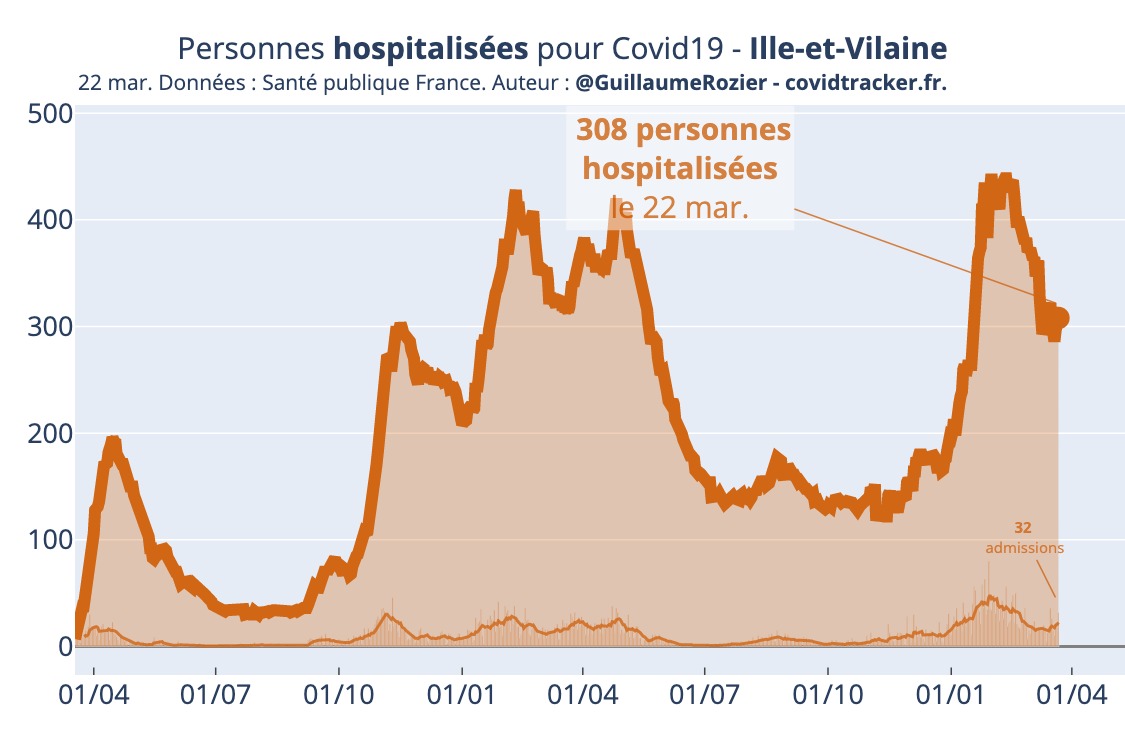 Personnes hospitalisées pour Covid19 - Ille-et-Vilaine
22 mar. Données : Santé publique France. Auteur : @GuillaumeRozier - covidtracker.fr.
500
308 personnes
hospitalisées
le 22 mar.
400
300
200
100
32
admissions
0
01/04 01/07 01/10 01/01 01/04 01/07 01/10 01/01 01/04